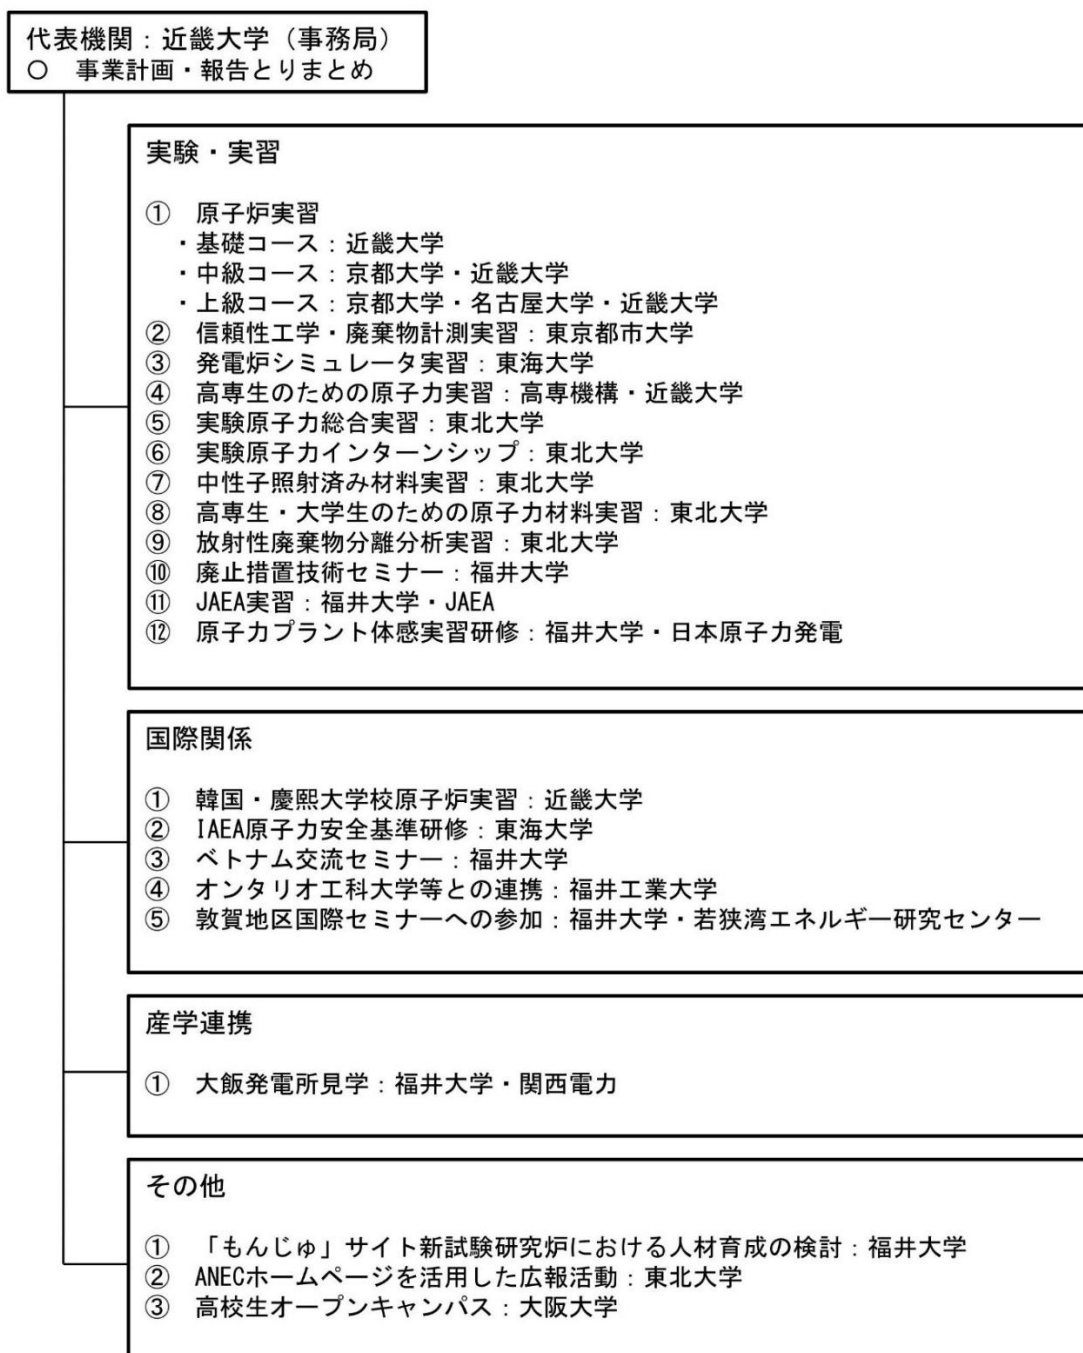 代表機関：近畿大学（事務局）
○　事業計画・報告とりまとめ
実験・実習
①　原子炉実習
・基礎コース：近畿大学
・中級コース：京都大学・近畿大学
・上級コース：京都大学・名古屋大学・近畿大学
②　信頼性工学・廃棄物計測実習：東京都市大学
③　発電炉シミュレータ実習：東海大学
④　高専生のための原子力実習：高専機構・近畿大学
⑤　実験原子力総合実習：東北大学
⑥　実験原子力インターンシップ：東北大学
⑦　中性子照射済み材料実習：東北大学
⑧　高専生・大学生のための原子力材料実習：東北大学
⑨　放射性廃棄物分離分析実習：東北大学
⑩　廃止措置技術セミナー：福井大学
⑪　JAEA実習：福井大学・JAEA
⑫　原子力プラント体感実習研修：福井大学・日本原子力発電
国際関係
①　韓国・慶熙大学校原子炉実習：近畿大学
②　IAEA原子力安全基準研修：東海大学
③　ベトナム交流セミナー：福井大学
④　オンタリオ工科大学等との連携：福井工業大学
⑤　敦賀地区国際セミナーへの参加：福井大学・若狭湾エネルギー研究センター
産学連携
①　大飯発電所見学：福井大学・関西電力
その他
①　「もんじゅ」サイト新試験研究炉における人材育成の検討：福井大学
②　ANECホームページを活用した広報活動：東北大学
③　高校生オープンキャンパス：大阪大学